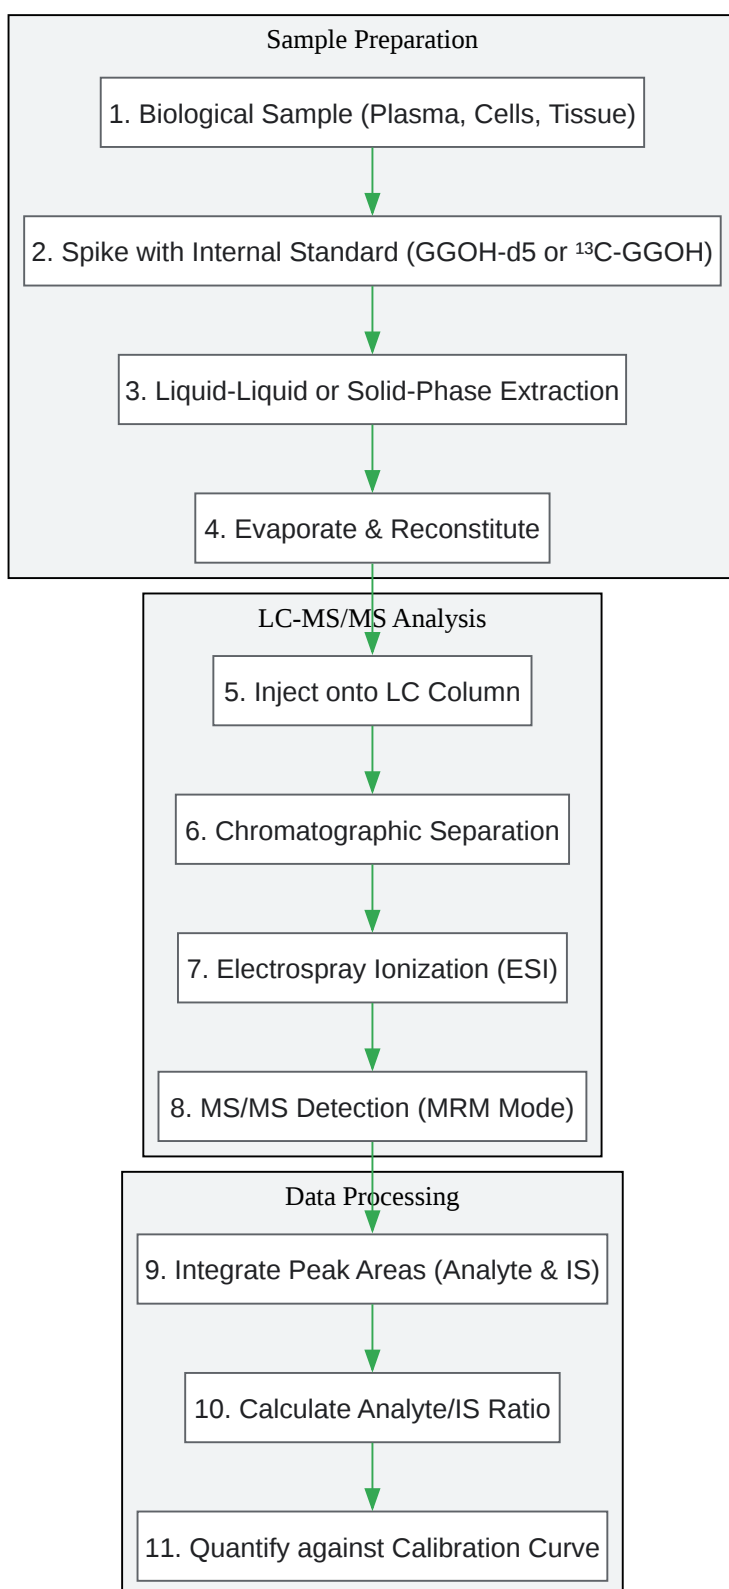 Sample Preparation
1. Biological Sample (Plasma, Cells, Tissue)
2. Spike with Internal Standard (GGOH-d5 or ¹³C-GGOH)
3. Liquid-Liquid or Solid-Phase Extraction
4. Evaporate & Reconstitute
LC-MS/MS Analysis
5. Inject onto LC Column
6. Chromatographic Separation
7. Electrospray Ionization (ESI)
8. MS/MS Detection (MRM Mode)
Data Processing
9. Integrate Peak Areas (Analyte & IS)
10. Calculate Analyte/IS Ratio
11. Quantify against Calibration Curve